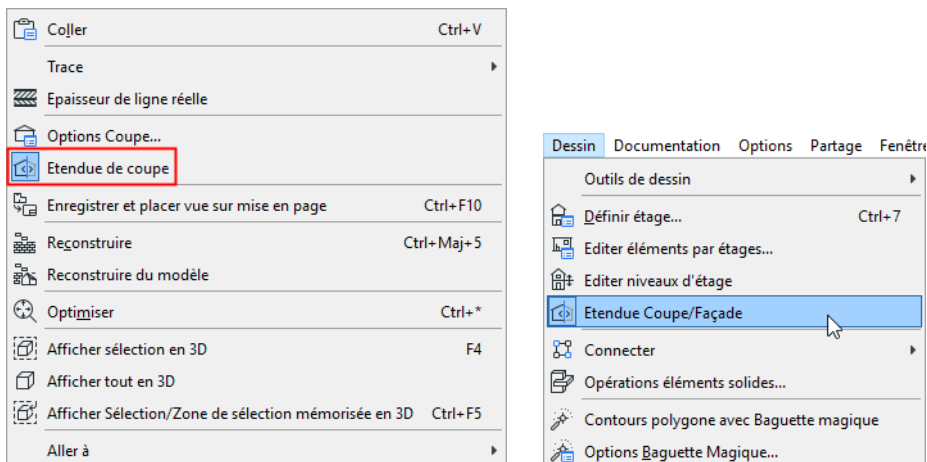 Coller Ctrl+V
Trace
Epaisseur de ligne réelle
Options Coupe...
Etendue de coupe
Enregistrer et placer vue sur mise en page Ctrl+F10
Reconstruire Ctrl+Maj+5
Reconstruire du modèle
Optimiser Ctrl+*
Afficher sélection en 3D F4
Afficher tout en 3D
Afficher Sélection/Zone de sélection mémorisée en 3D Ctrl+F5
Aller à
Dessin Documentation Options Partage Fenêtre
Outils de dessin
Définir étage... Ctrl+7
Editer éléments par étages...
Editer niveaux d'étage
Etendue Coupe/Façade
Connecter
Opérations éléments solides...
Contours polygone avec Baguette magique
Options Baguette Magique...